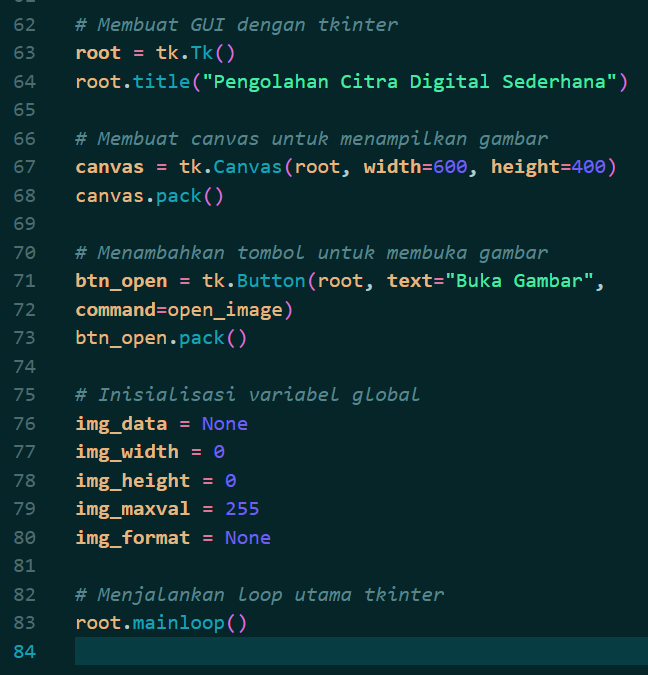 62 # Membuat GUI dengan tkinter
63 root = tk.Tk()
64 root.title("Pengolahan Citra Digital Sederhana")
65
66 # Membuat canvas untuk menampilkan gambar
67 canvas = tk.Canvas(root, width=600, height=400)
68 canvas.pack()
69
70 # Menambahkan tombol untuk membuka gambar
71 btn_open = tk.Button(root, text="Buka Gambar",
72 command=open_image)
73 btn_open.pack()
74
75 # Inisialisasi variabel global
76 img_data = None
77 img_width = 0
78 img_height = 0
79 img_maxval = 255
80 img_format = None
81
82 # Menjalankan loop utama tkinter
83 root.mainloop()
84